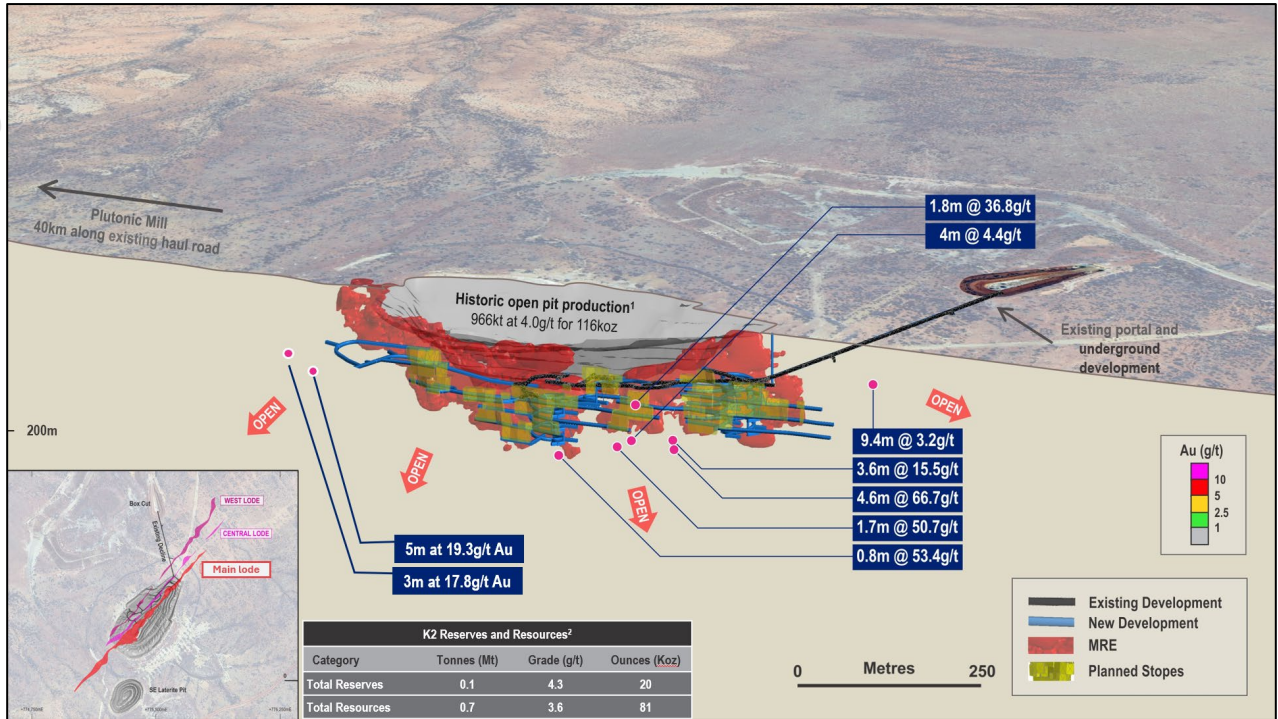 Plutonic Mill
40km along existing haul road
1.8m @ 36.8g/t
4m @ 4.4g/t
Historic open pit production1
966kt at 4.0g/t for 116koz
Existing portal and
underground
development
OPEN
OPEN
OPEN
OPEN
200m
9.4m @ 3.2g/t
3.6m @ 15.5g/t
4.6m @ 66.7g/t
1.7m @ 50.7g/t
0.8m @ 53.4g/t
5m at 19.3g/t Au
3m at 17.8g/t Au
Au (g/t)
10
5
2.5
1
Box Cut
Existing Decline
WEST LODE
CENTRAL LODE
Main lode
SE Laterite Pit
0
K2 Reserves and Resources2
Category Tonnes (Mt) Grade (g/t) Ounces (Koz)
Total Reserves 0.1 4.3 20
Total Resources 0.7 3.6 81
0 Metres 250
Existing Development
New Development
MRE
Planned Stopes